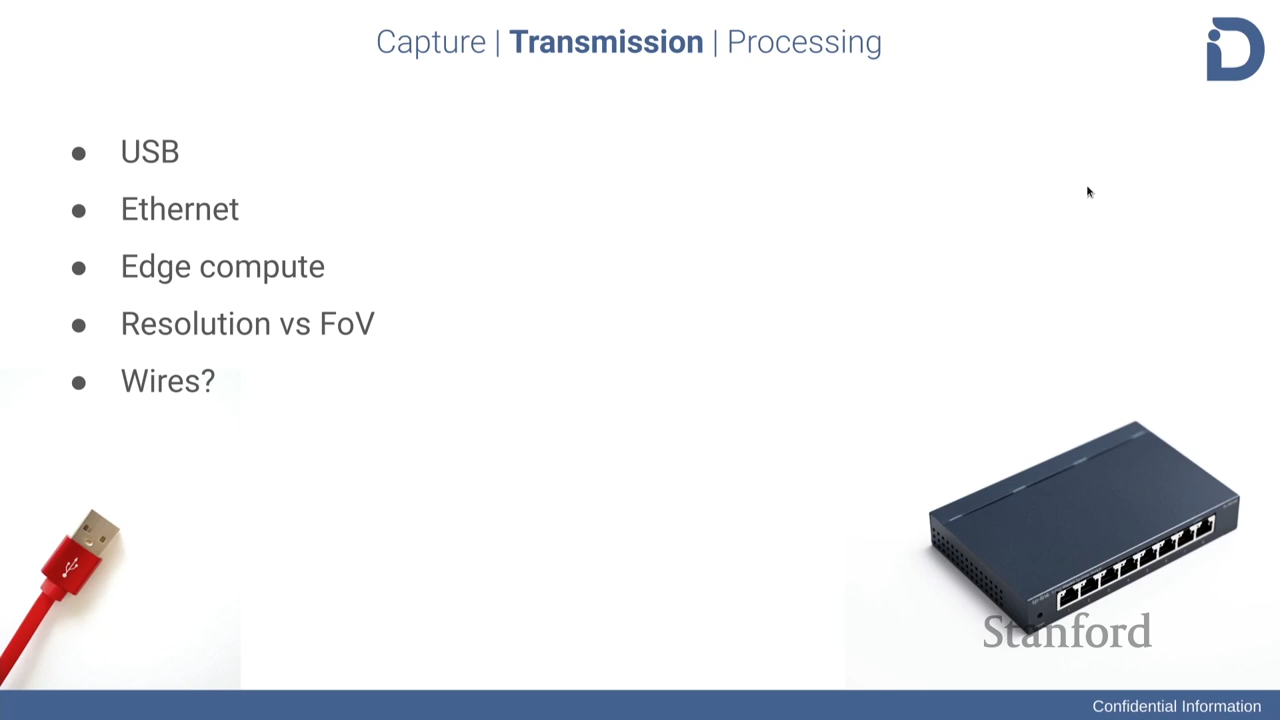 Capture | Transmission | Processing
● USB
● Ethernet
● Edge compute
● Resolution vs FoV
● Wires?
Stanford
Confidential Information